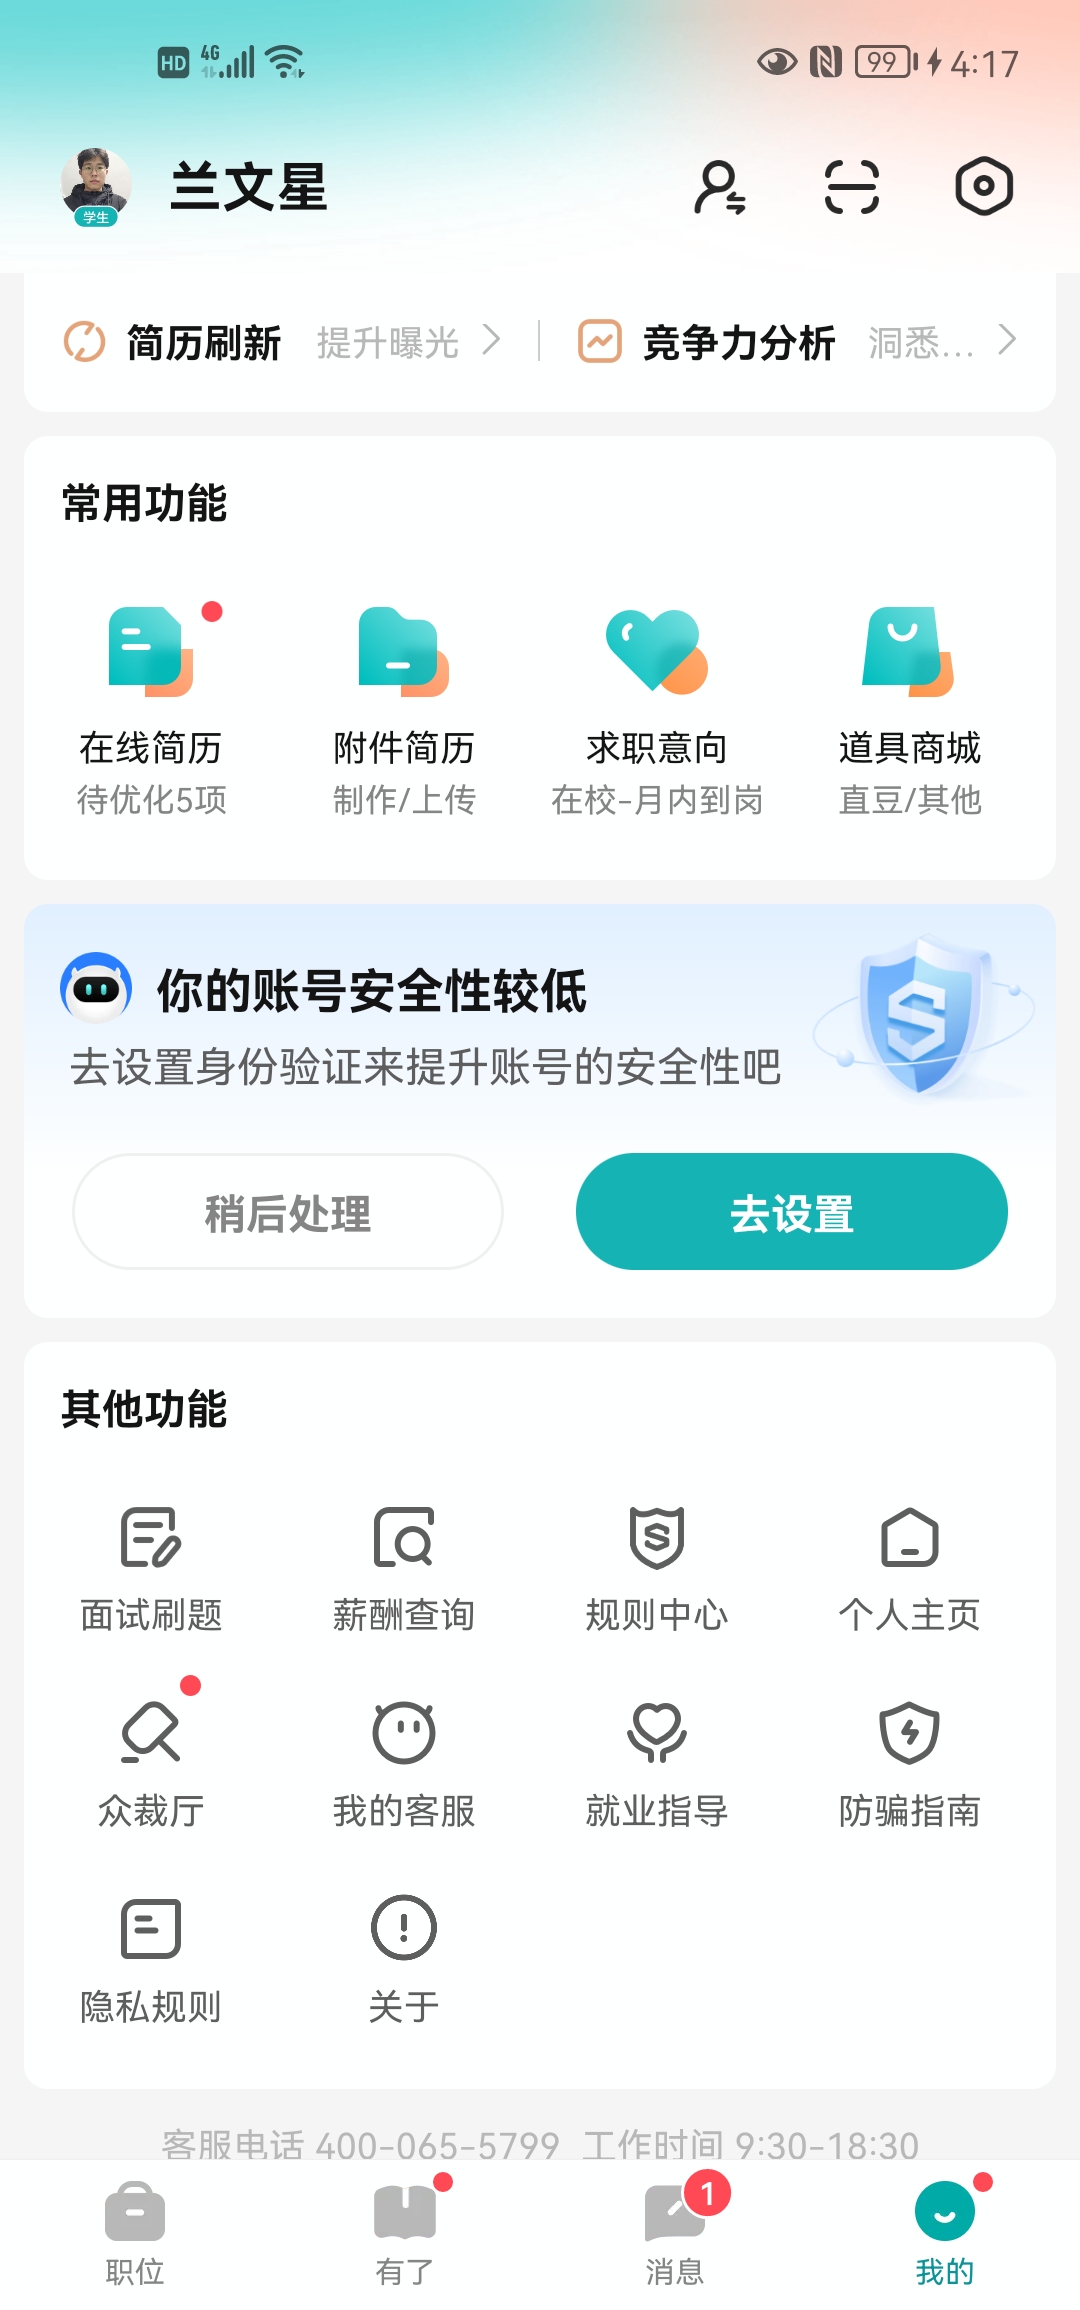 HD 4G 99 4:17
兰文星
学生
简历刷新 提升曝光 竞争力分析 洞悉...
常用功能
在线简历 附件简历 求职意向 道具商城
待优化5项 制作/上传 在校-月内到岗 直豆/其他
你的账号安全性较低
去设置身份验证来提升账号的安全性吧
稍后处理 去设置
其他功能
面试刷题 薪酬查询 规则中心 个人主页
众裁厅 我的客服 就业指导 防骗指南
隐私规则 关于
客服电话 400-065-5799 工作时间 9:30-18:30
1
职位 有了 消息 我的